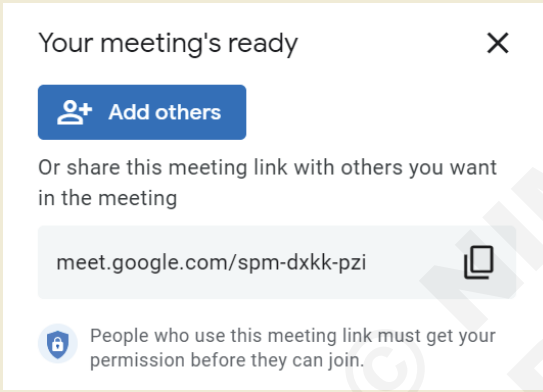 Your meeting's ready
Add others
Or share this meeting link with others you want
in the meeting
meet.google.com/spm-dxkk-pzi
People who use this meeting link must get your
permission before they can join.